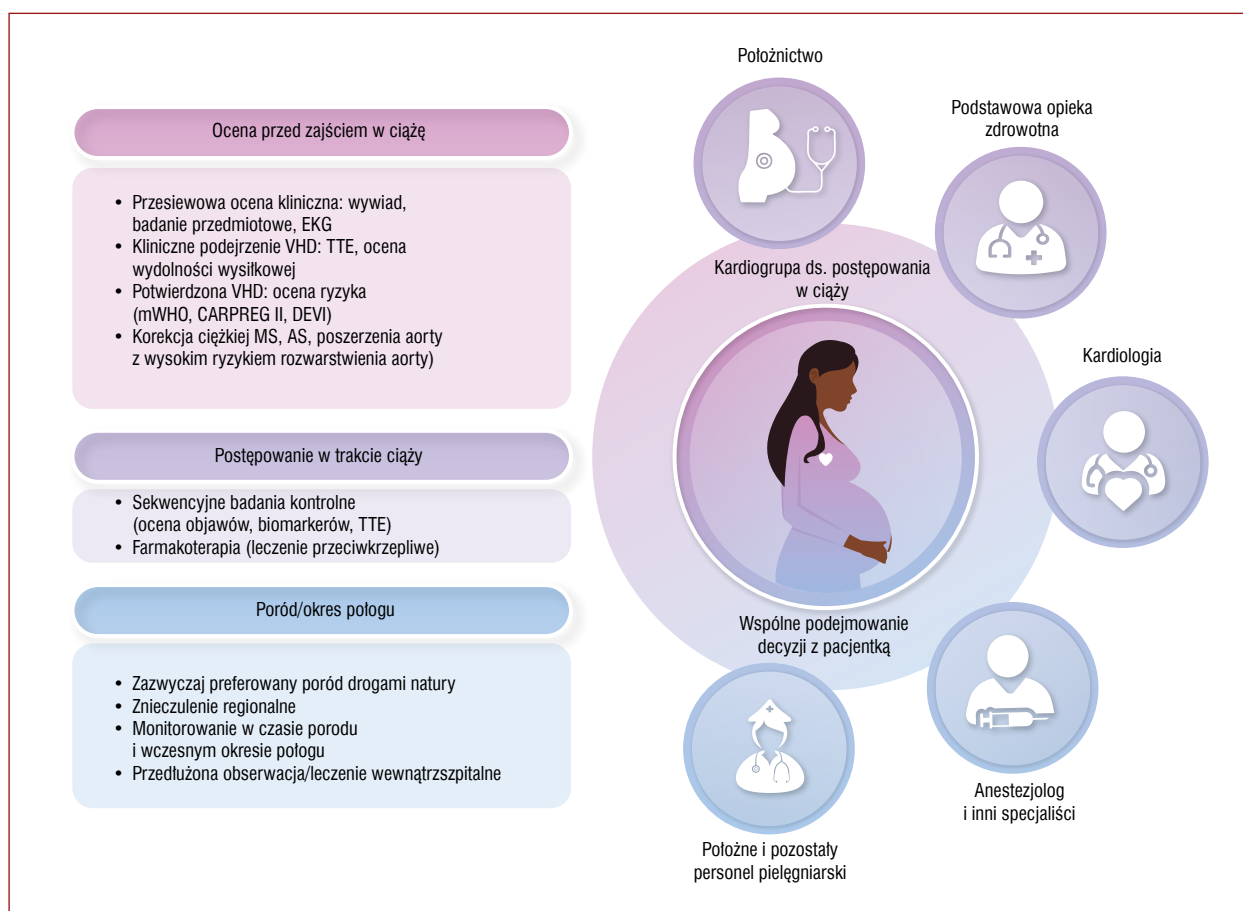 Ocena przed zajściem w ciążę
• Przesiewowa ocena kliniczna: wywiad,
badanie przedmiotowe, EKG
• Kliniczne podejrzenie VHD: TTE, ocena
wydolności wysiłkowej
• Potwierdzona VHD: ocena ryzyka
(mWHO, CARPREG II, DEVI)
• Korekcja ciężkiej MS, AS, poszerzenia aorty
z wysokim ryzykiem rozwarstwienia aorty)
Postępowanie w trakcie ciąży
• Sekwencyjne badania kontrolne
(ocena objawów, biomarkerów, TTE)
• Farmakoterapia (leczenie przeciwkrzepliwe)
Poród/okres połogu
• Zazwyczaj preferowany poród drogami natury
• Znieczulenie regionalne
• Monitorowanie w czasie porodu
i wczesnym okresie połogu
• Przedłużona obserwacja/leczenie wewnątrzszpitalne
Położnictwo
Podstawowa opieka
zdrowotna
Kardiogrupa ds. postępowania
w ciąży
Kardiologia
Wspólne podejmowanie
decyzji z pacjentką
Anestezjolog
i inni specjaliści
Położne i pozostały
personel pielęgniarski